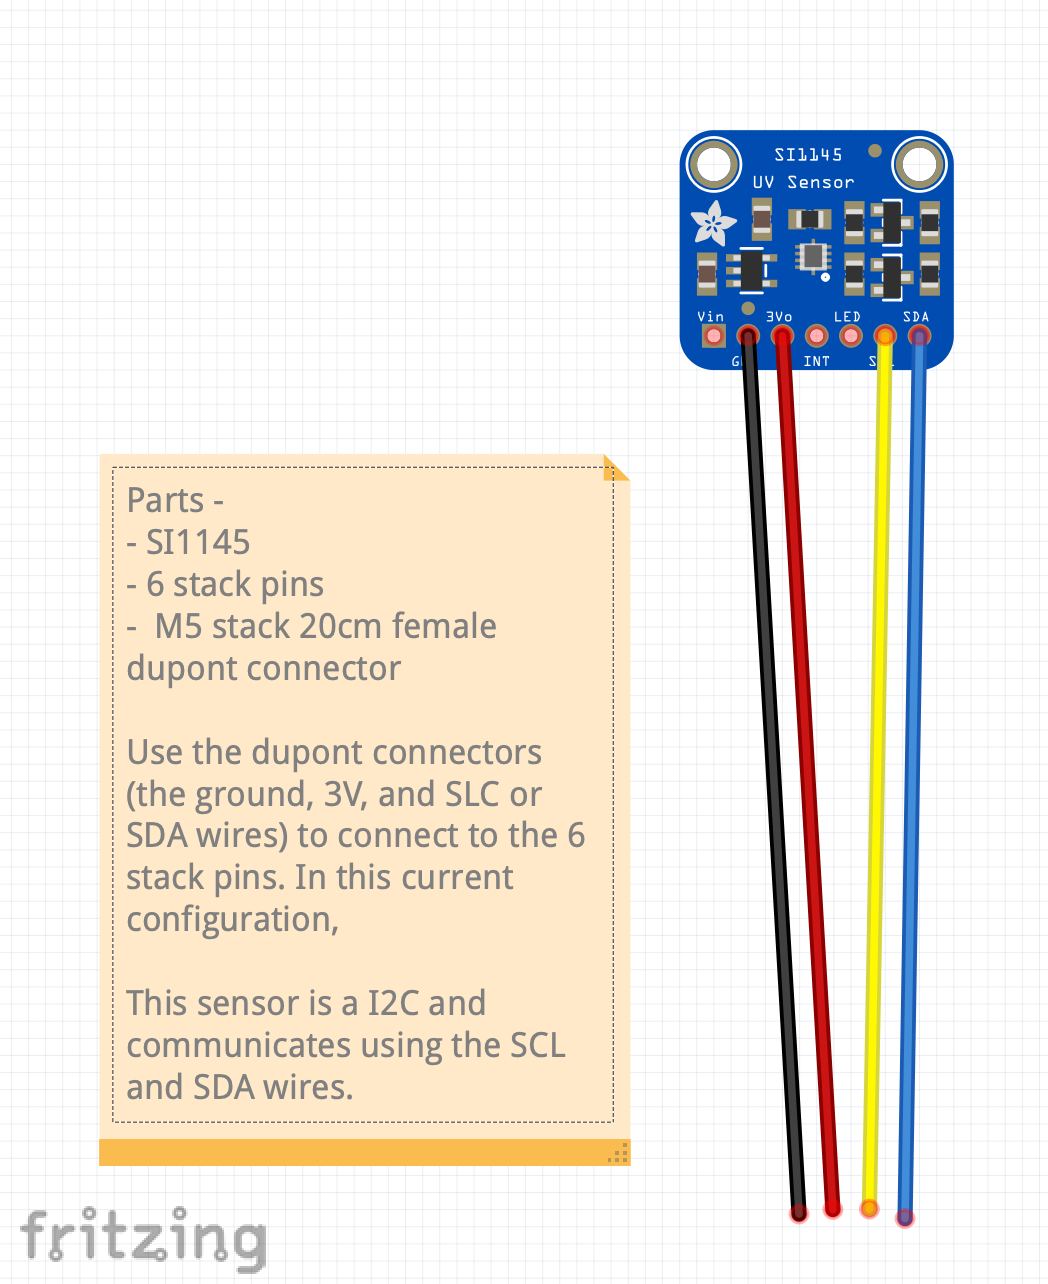 SI1145
UV Sensor
Vin 3Vo LED SDA
INT
Parts -
- SI1145
- 6 stack pins
-  M5 stack 20cm female
dupont connector
Use the dupont connectors
(the ground, 3V, and SLC or
SDA wires) to connect to the 6
stack pins. In this current
configuration,
This sensor is a I2C and
communicates using the SCL
and SDA wires.
fritzing